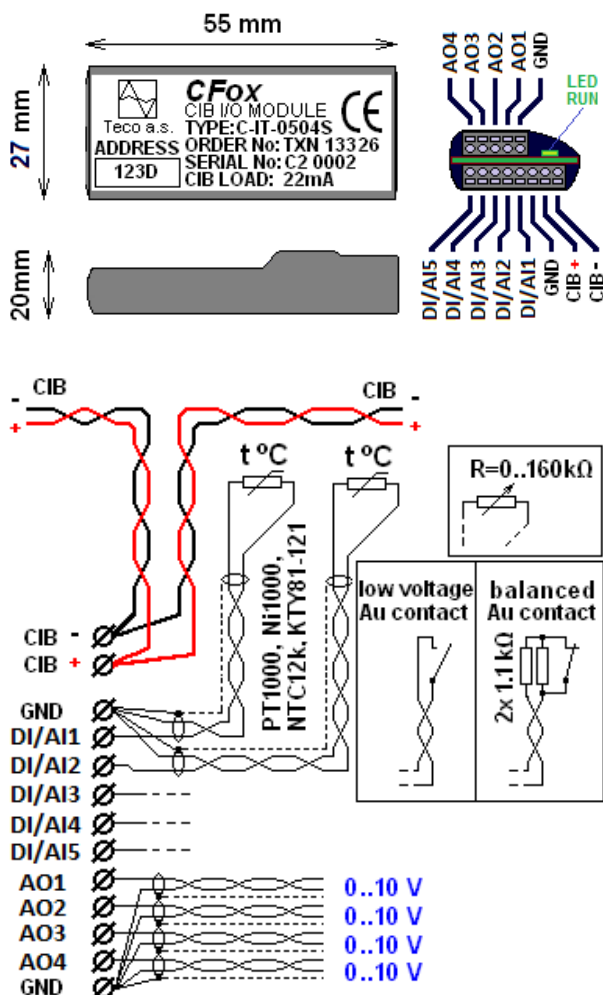 55 mm
27 mm
20mm
Teco a.s.
ADDRESS
123D
CFox
CIB I/O MODULE
TYPE:C-IT-0504S
ORDER No: TXN 13326
SERIAL No: C2 0002
CIB LOAD: 22mA
CE
AO4
AO3
AO2
AO1
GND
LED
RUN
DI/AI5
DI/AI4
DI/AI3
DI/AI2
DI/AI1
GND
CIB+
CIB-
- CIB
+
CIB -
+
t ºC
t ºC
R=0..160kΩ
PT1000, Ni1000,
NTC12k, KTY81-121
low voltage
Au contact
balanced
Au contact
2x 1.1 kΩ
CIB -
CIB +
GND
DI/AI1
DI/AI2
DI/AI3
DI/AI4
DI/AI5
AO1
AO2
AO3
AO4
GND
0..10 V
0..10 V
0..10 V
0..10 V